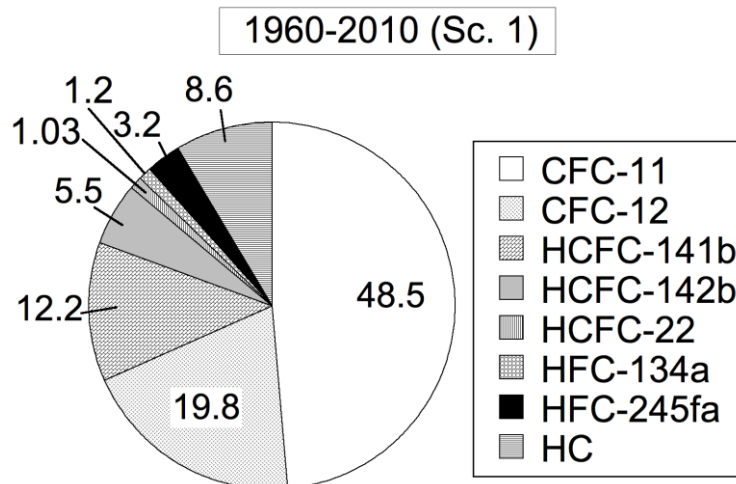 1960-2010 (Sc. 1)
8.6
1.2
3.2
1.03
5.5
12.2
48.5
19.8
CFC-11
CFC-12
HCFC-141b
HCFC-142b
HCFC-22
HFC-134a
HFC-245fa
HC